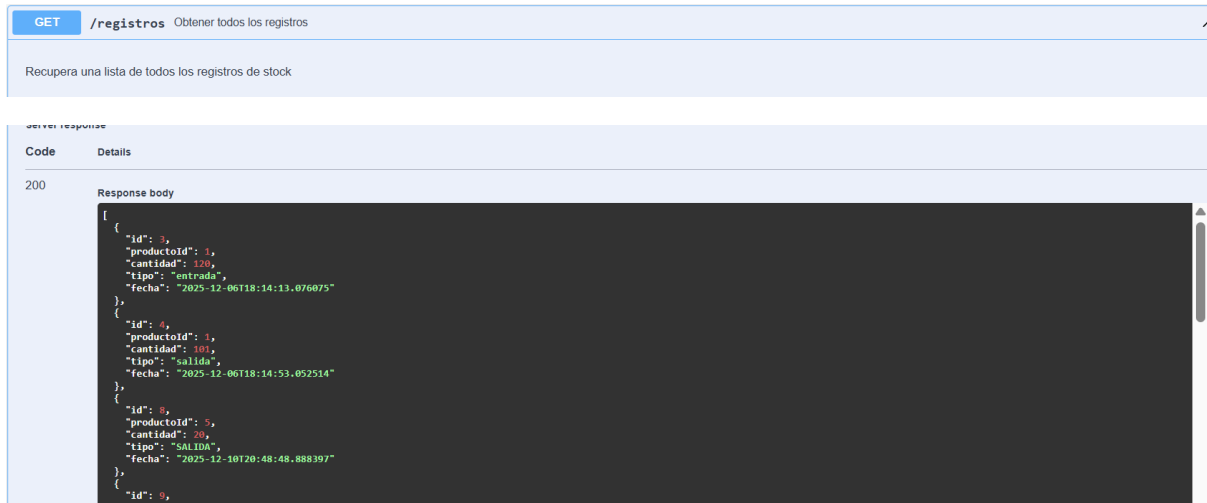 GET /registros Obtener todos los registros
Recupera una lista de todos los registros de stock
Server response
Code Details
200
Response body
[
  {
    "id": 3,
    "productoId": 1,
    "cantidad": 120,
    "tipo": "entrada",
    "fecha": "2025-12-06T18:14:13.076075"
  },
  {
    "id": 4,
    "productoId": 1,
    "cantidad": 101,
    "tipo": "salida",
    "fecha": "2025-12-06T18:14:53.052514"
  },
  {
    "id": 8,
    "productoId": 5,
    "cantidad": 20,
    "tipo": "SALIDA",
    "fecha": "2025-12-10T20:48:48.888397"
  },
  {
    "id": 9,